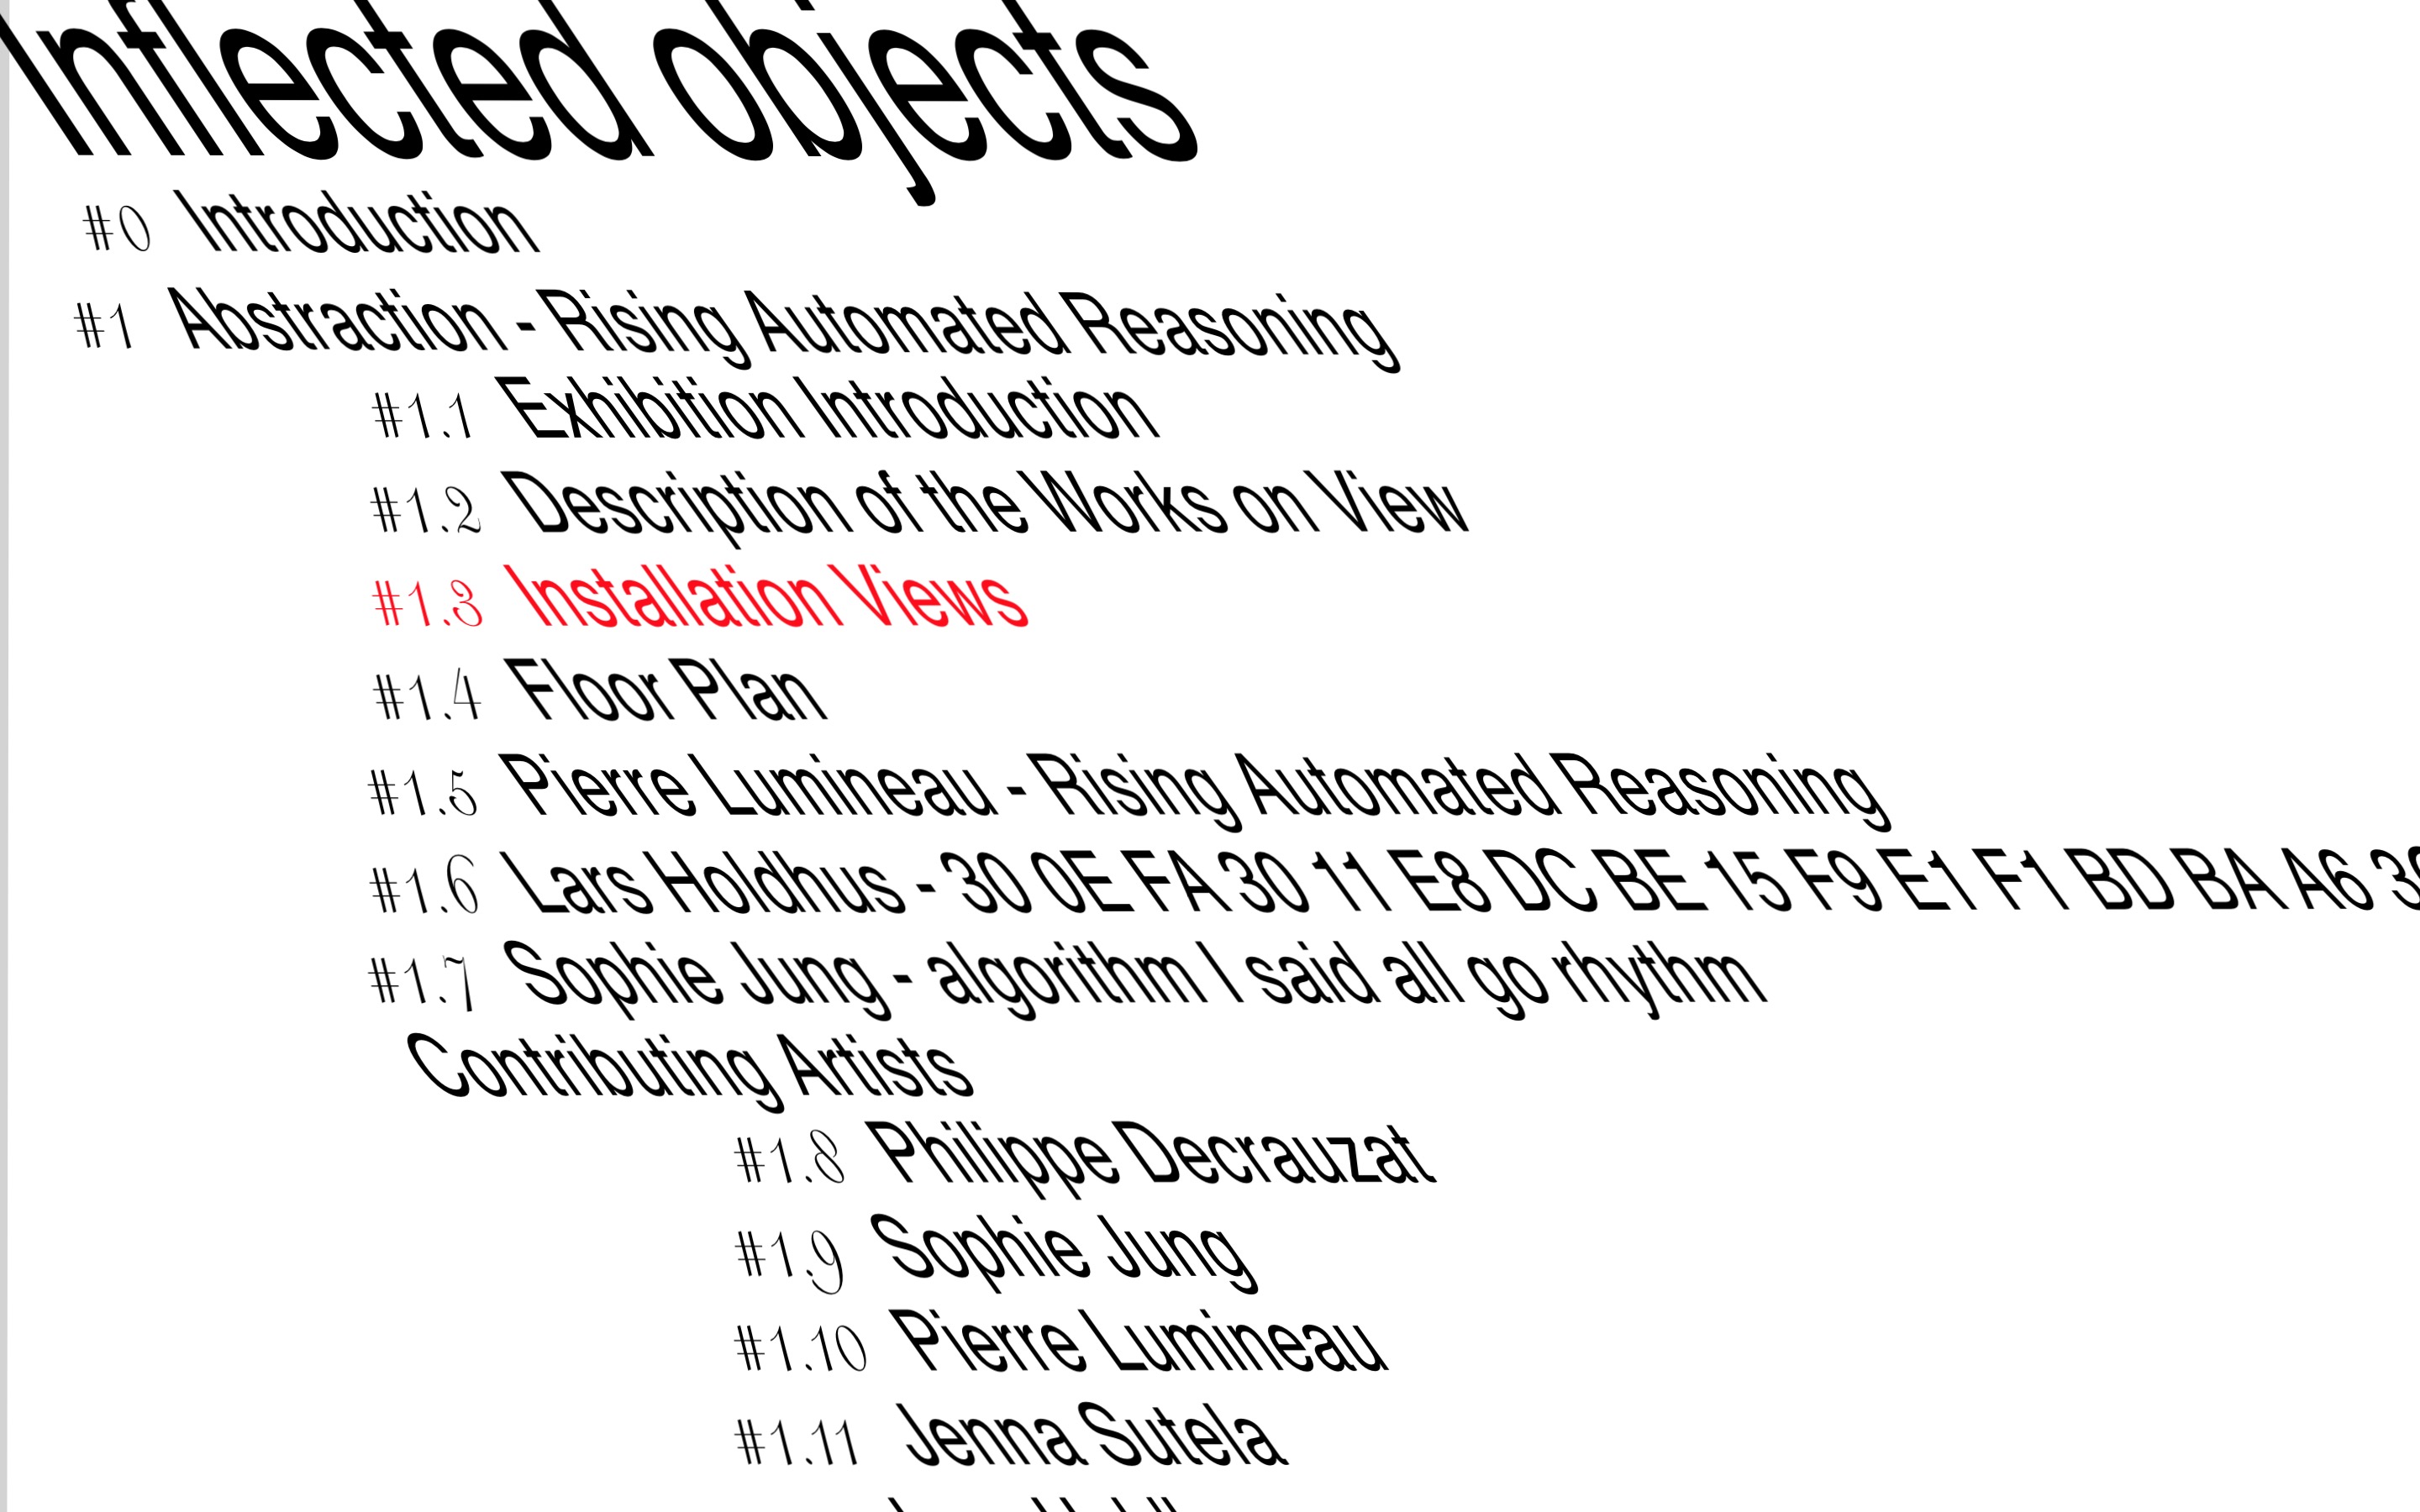 Inflected objects
#0 Introduction
#1 Abstraction - Rising Automated Reasoning
#1.1 Exhibition Introduction
#1.2 Description of the Works on View
#1.3 Installation Views
#1.4 Floor Plan
#1.5 Pierre Lumineau - Rising Automated Reasoning
#1.6 Lars Holdhus - 30 0E FA 30 11 E8 DC BE 15 F9 E1 F1 BD BA A6
#1.7 Sophie Jung - algorithm I said all go rhythm
Contributing Artists
#1.8 Philippe Decrauzat
#1.9 Sophie Jung
#1.10 Pierre Lumineau
#1.11 Jenna Sutela